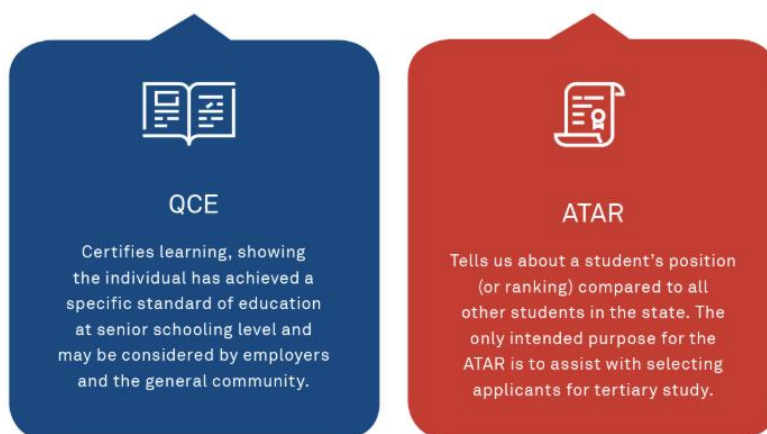 QCE
Certifies learning, showing
the individual has achieved a
specific standard of education
at senior schooling level and
may be considered by employers
and the general community.
ATAR
Tells us about a student's position
(or ranking) compared to all
other students in the state. The
only intended purpose for the
ATAR is to assist with selecting
applicants for tertiary study.